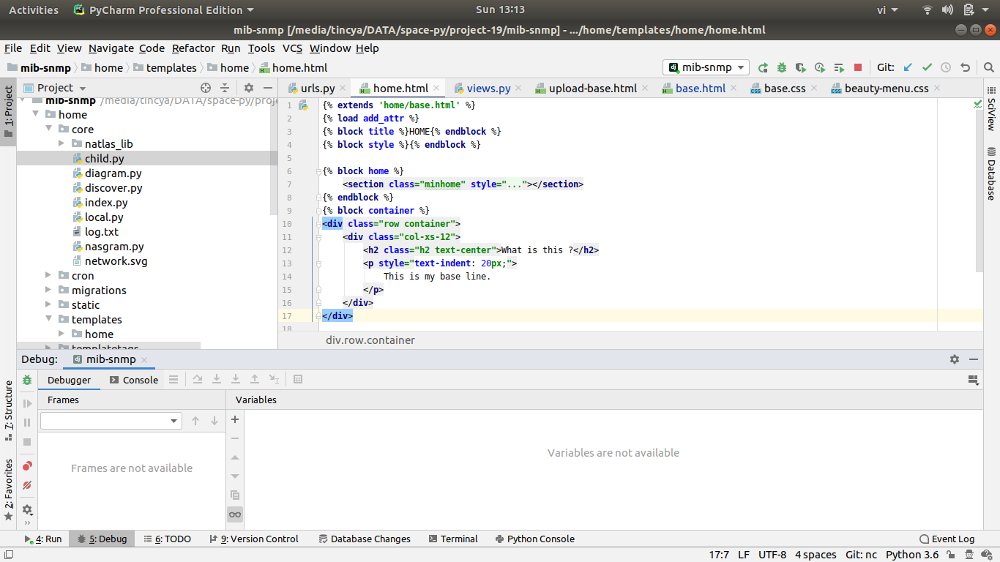 Activities PyCharm Professional Edition Sun 13:13 vi
mib-snmp [/media/tincya/DATA/space-py/project-19/mib-snmp] - .../home/templates/home/home.html
File Edit View Navigate Code Refactor Run Tools VCS Window Help
mib-snmp home templates home home.html mib-snmp Git:
1: Project
Project
urls.py home.html views.py upload-base.html base.html base.css beauty-menu.css
mib-snmp /media/tincya/DATA/space-py/proj
home
core
natlas_lib
child.py
diagram.py
discover.py
index.py
local.py
log.txt
nasgram.py
network.svg
cron
migrations
static
templates
home
templatetags
1 {% extends 'home/base.html' %}
2 {% load add_attr %}
3 {% block title %}HOME{% endblock %}
4 {% block style %}{% endblock %}
5
6 {% block home %}
7 <section class="minhome" style="..."></section>
8 {% endblock %}
9 {% block container %}
10 <div class="row container">
11 <div class="col-xs-12">
12 <h2 class="h2 text-center">What is this ?</h2>
13 <p style="text-indent: 20px;">
14 This is my base line.
15 </p>
16 </div>
17 </div>
18
div.row.container
SciView
Database
Debug: mib-snmp
Debugger Console
Frames Variables
Frames are not available
Variables are not available
7: Structure
2: Favorites
4: Run 5: Debug 6: TODO 9: Version Control Database Changes Terminal Python Console Event Log
17:7 LF UTF-8 4 spaces Git: nc Python 3.6